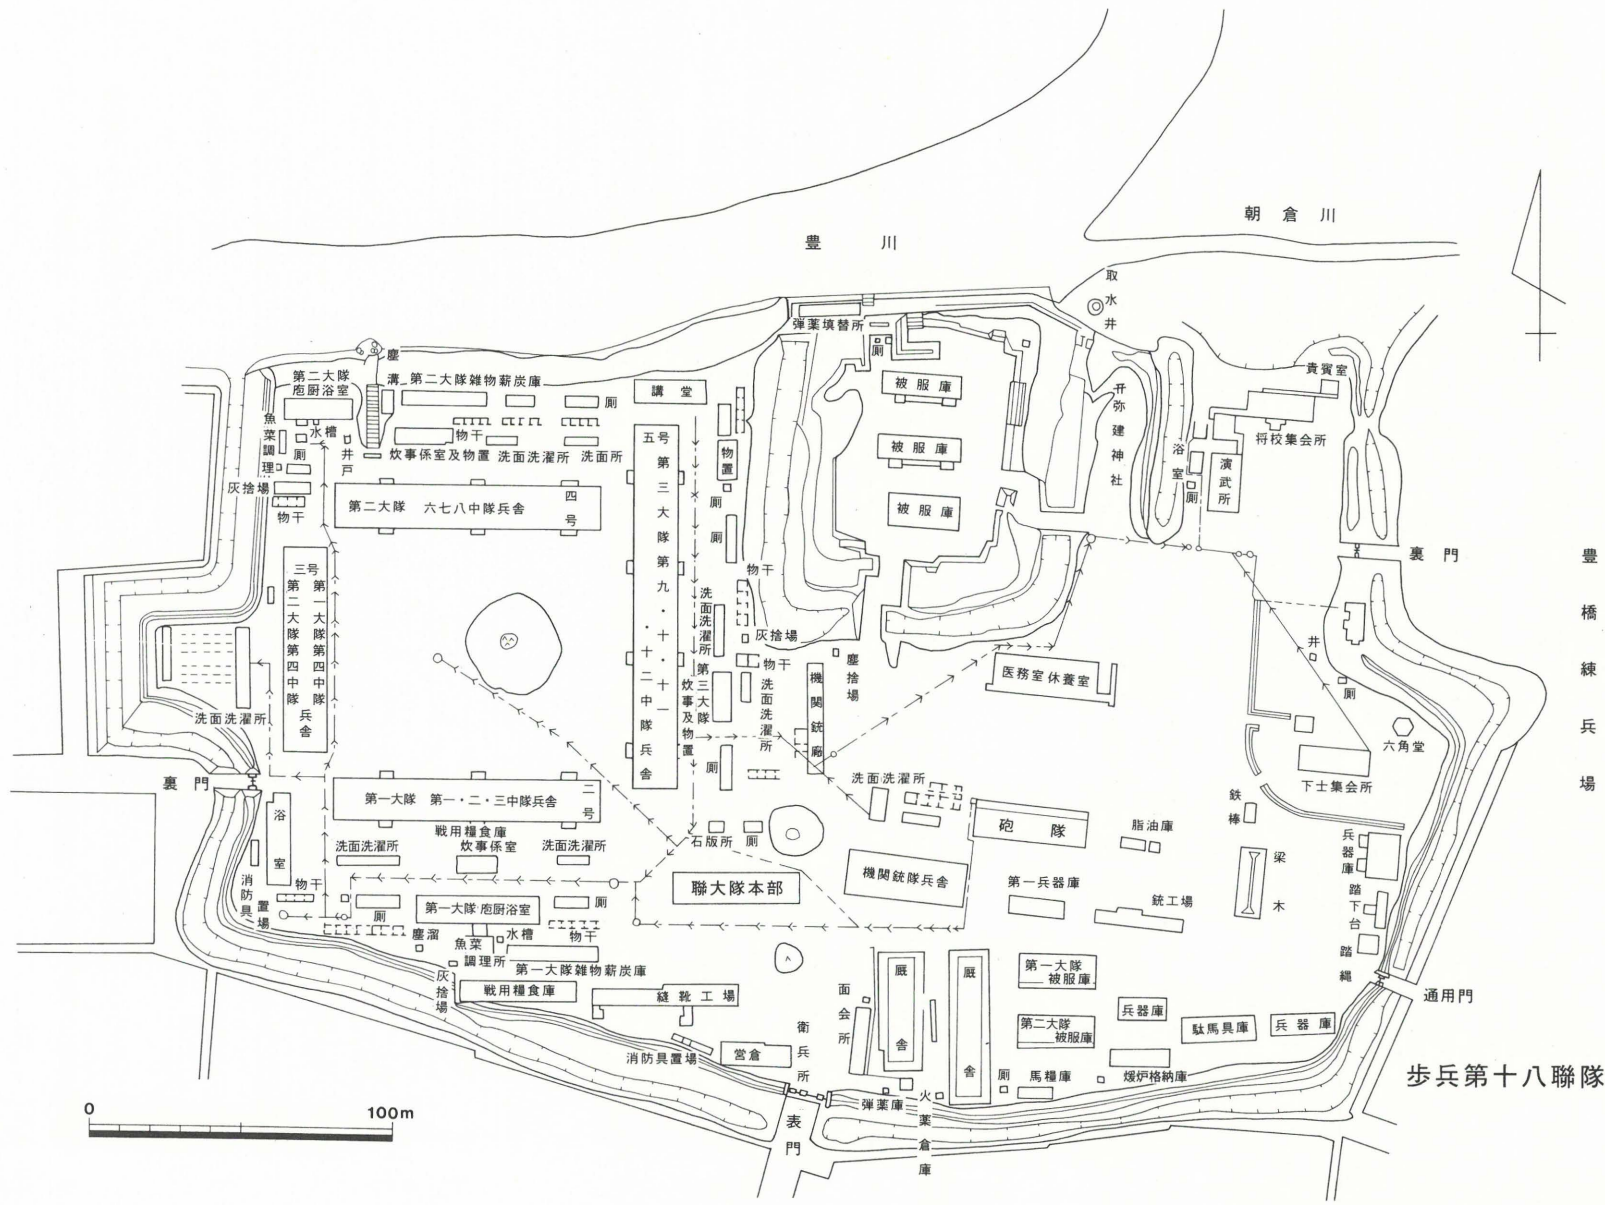 朝倉川
豊川
取水井
弾薬填替所
厠
貴賓室
塵溝
第二大隊
庖厨浴室
第二大隊雑物薪炭庫
厠
講堂
被服庫
弥建神社
将校集会所
魚菜調理
水槽
厠
井戸
物干
炊事係室及物置
洗面洗濯所
洗面所
五号
第三大隊第九・十・十一・十二中隊兵舎
物置
厠
被服庫
浴室
厠
演武所
灰捨場
物干
第二大隊 六七八中隊兵舎
四号
厠
被服庫
裏門
豊橋練兵場
三号
第一大隊第四中隊
第二大隊第四中隊
兵舎
物干
洗面洗濯所
灰捨場
物干
塵捨場
医務室休養室
井
厠
洗面洗濯所
第三大隊
炊事及物置
洗面洗濯所
機関銃廠
六角堂
下士集会所
裏門
厠
洗面洗濯所
第一大隊 第一・二・三中隊兵舎
二号
戦用糧食庫
浴室
洗面洗濯所
炊事係室
洗面洗濯所
石版所
厠
砲隊
脂油庫
鉄棒
梁木
兵器庫
消防具置場
物干
厠
第一大隊庖厨浴室
厠
聯大隊本部
機関銃隊兵舎
第一兵器庫
銃工場
踏下台
踏縄
塵溜
魚菜
調理所
水槽
物干
第一大隊雑物薪炭庫
灰捨場
戦用糧食庫
縫靴工場
面会所
厩舎
厩舎
第一大隊
被服庫
兵器庫
第二大隊
被服庫
駄馬具庫
兵器庫
通用門
消防具置場
営倉
衛兵所
厠
馬糧庫
煖炉格納庫
歩兵第十八聯隊
弾薬庫
火薬倉庫
表門
0 100m